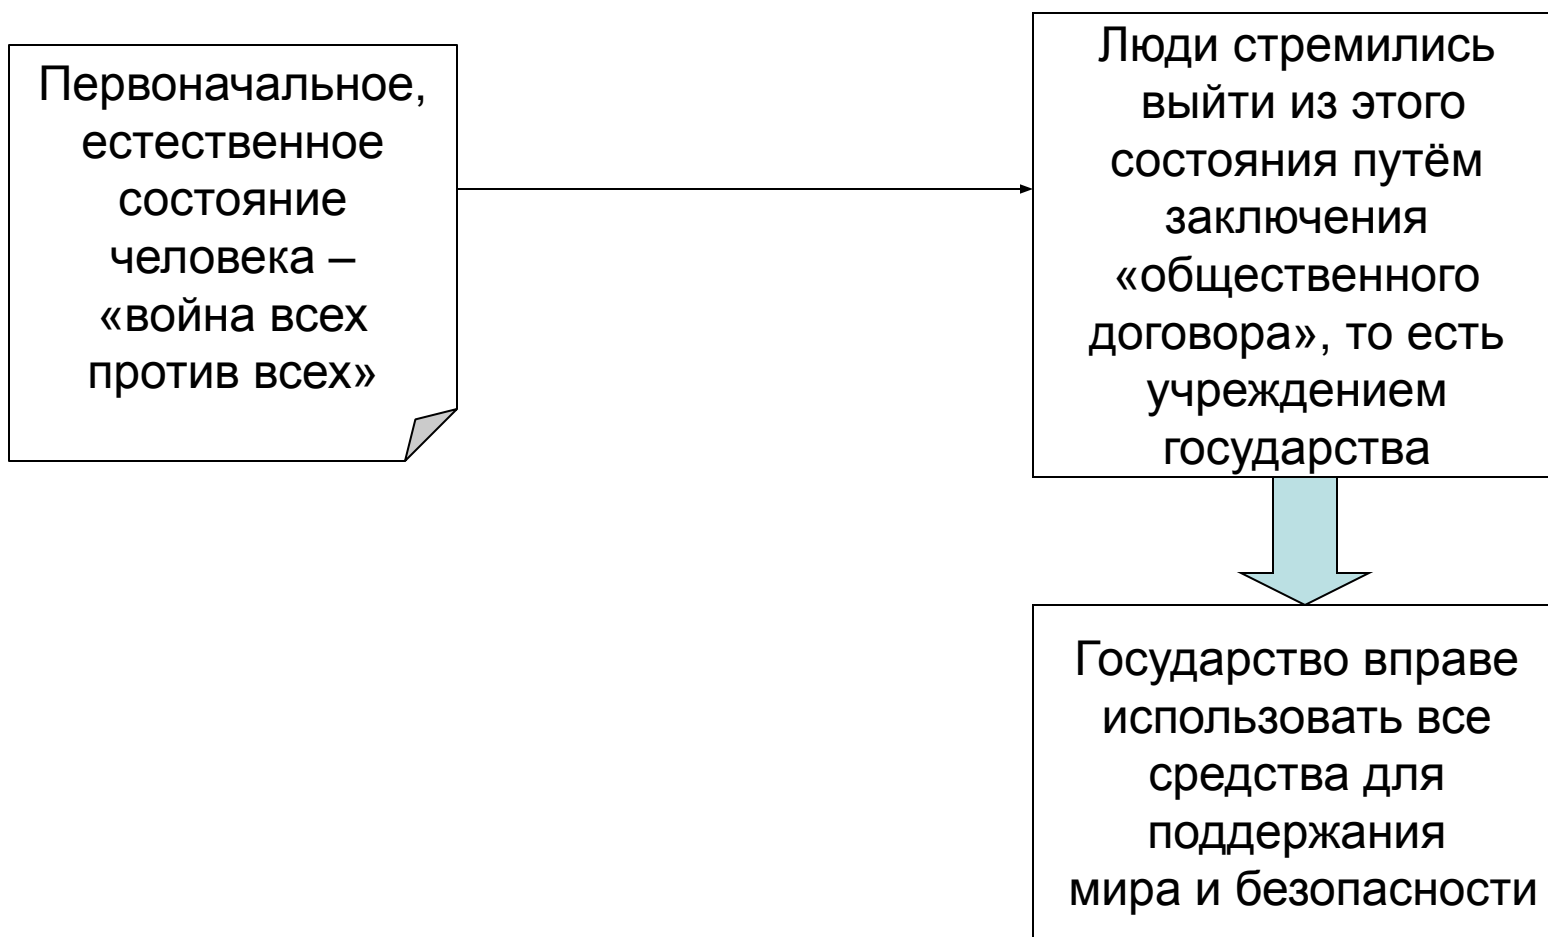 Первоначальное,
естественное
состояние
человека –
«война всех
против всех»
Люди стремились
выйти из этого
состояния путём
заключения
«общественного
договора», то есть
учреждением
государства
Государство вправе
использовать все
средства для
поддержания
мира и безопасности